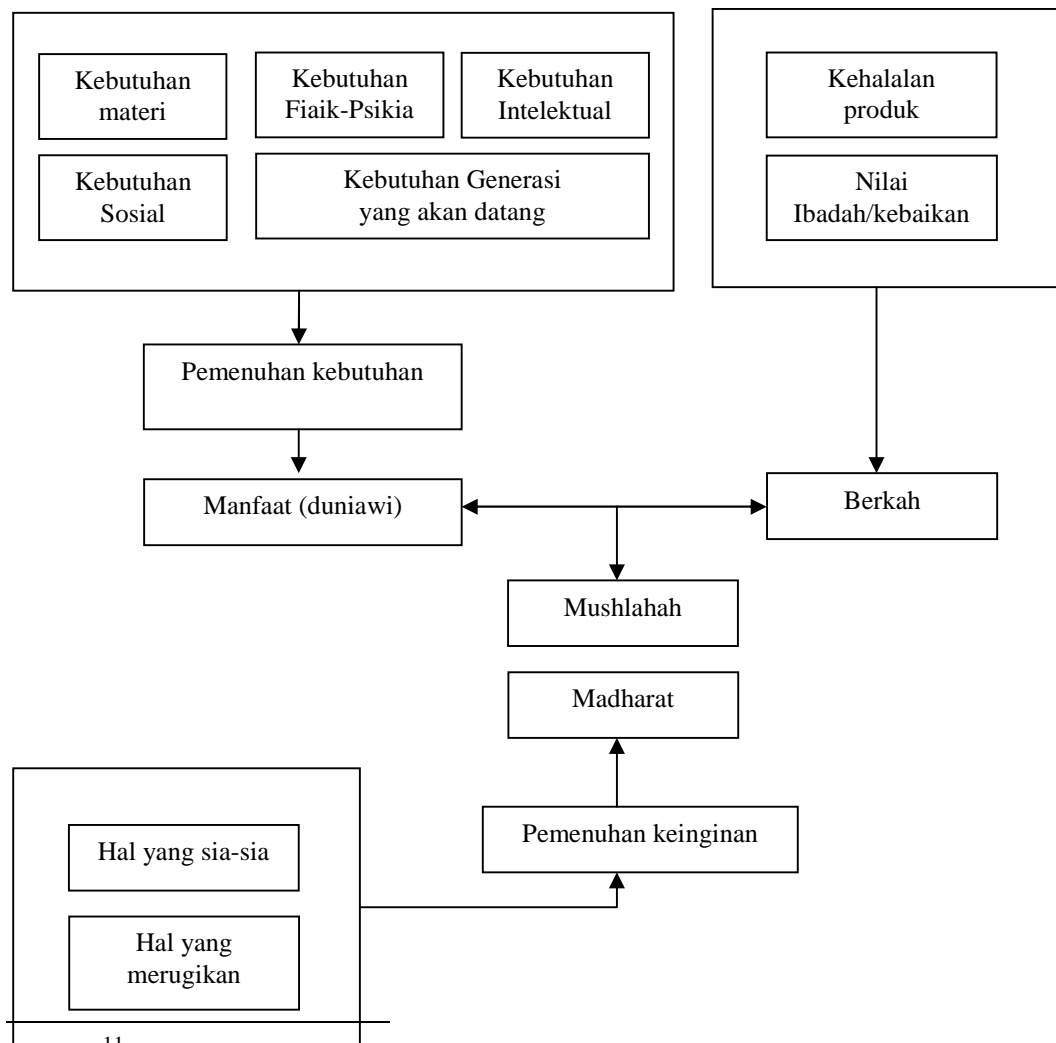 Kebutuhan
materi
Kebutuhan
Fiaik-Psikia
Kebutuhan
Intelektual
Kebutuhan
Sosial
Kebutuhan Generasi
yang akan datang
Kehalalan
produk
Nilai
Ibadah/kebaikan
Pemenuhan kebutuhan
Manfaat (duniawi)
Berkah
Mushlahah
Madharat
Pemenuhan keinginan
Hal yang sia-sia
Hal yang
merugikan